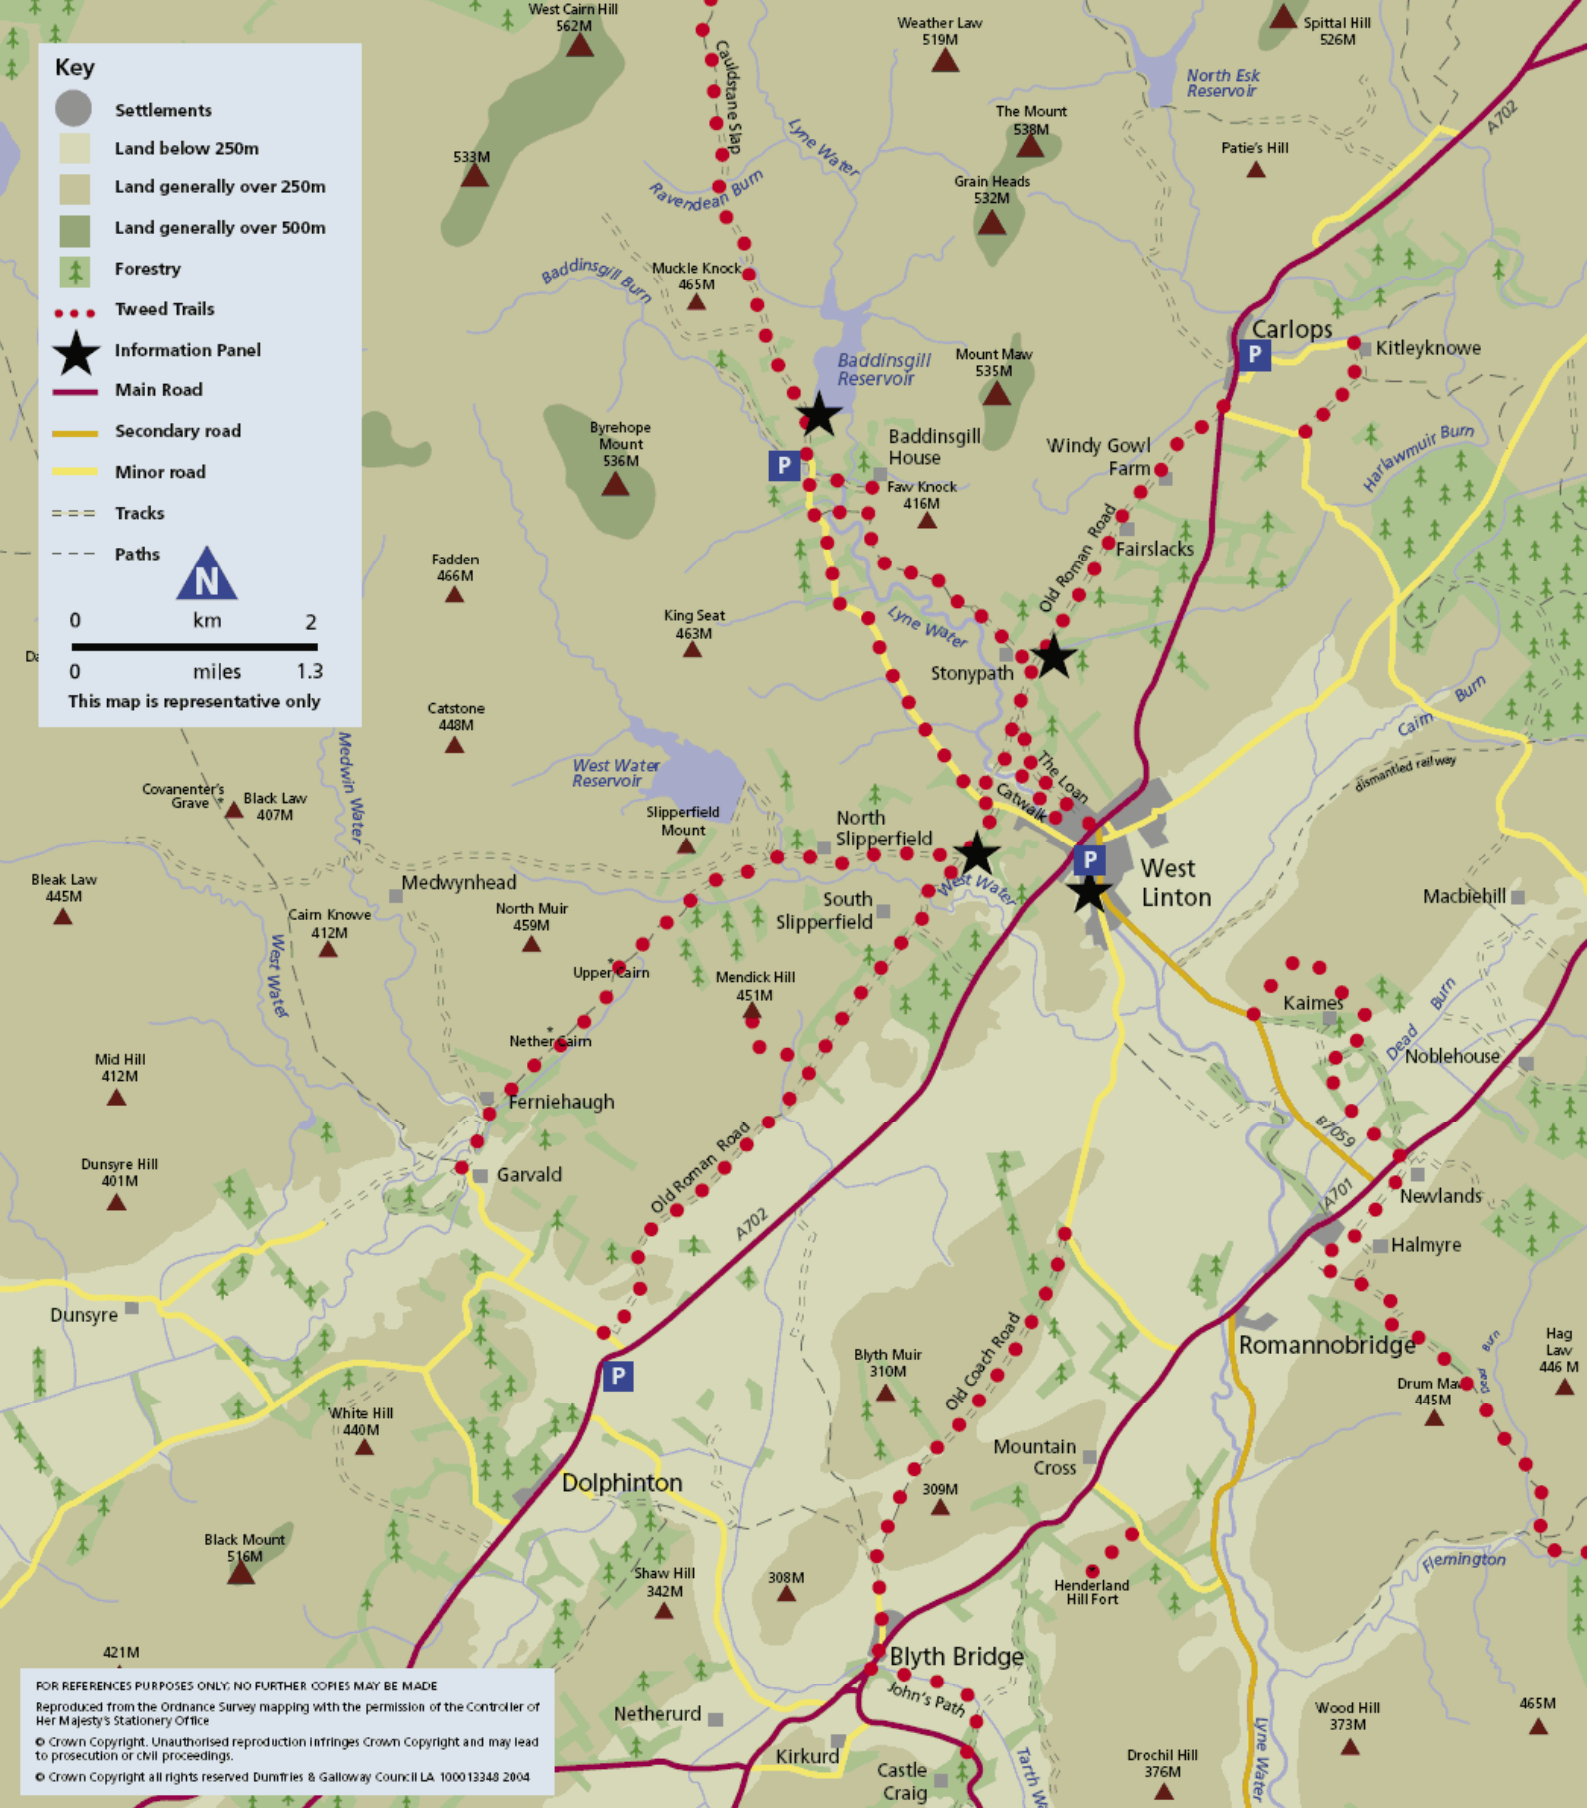 West Cairn Hill
562M
Weather Law
519M
Spittal Hill
526M
Key
Settlements
Land below 250m
Land generally over 250m
Land generally over 500m
Forestry
Tweed Trails
Information Panel
Main Road
Secondary road
Minor road
Tracks
Paths
N
0 km 2
0 miles 1.3
This map is representative only
Cauldstane Slap
Lyne Water
North Esk
Reservoir
A702
The Mount
538M
Patie's Hill
533M
Grain Heads
532M
Ravendean Burn
Baddinsgill Burn
Muckle Knock
465M
Carlops
P
Kitleyknowe
Baddinsgill
Reservoir
Mount Maw
535M
Byrehope
Mount
536M
P
Baddinsgill
House
Faw Knock
416M
Windy Gowl
Farm
Harlawmuir Burn
Old Roman Road
Fairslacks
Fadden
466M
King Seat
463M
Lyne Water
Stonypath
Catstone
448M
Cairn Burn
dismantled railway
Medwin Water
West Water
Reservoir
The Loan
Catwalk
Covanenter's
Grave
Black Law
407M
Slipperfield
Mount
North
Slipperfield
P
West
Linton
Bleak Law
445M
Medwynhead
West Water
South
Slipperfield
Macbiehill
Cairn Knowe
412M
North Muir
459M
West Water
Upper Cairn
Mendick Hill
451M
Kaimes
Dead Burn
Nether Cairn
Noblehouse
Mid Hill
412M
Ferniehaugh
B7059
Old Roman Road
Dunsyre Hill
401M
Garvald
A702
A701
Newlands
Halmyre
Dunsyre
Romannobridge
Burn
Dead
Hag
Law
446 M
Blyth Muir
310M
Old Coach Road
P
Drum Ma
445M
White Hill
440M
Mountain
Cross
Dolphinton
309M
Black Mount
516M
Flemington
Shaw Hill
342M
308M
Henderland
Hill Fort
421M
Blyth Bridge
John's Path
FOR REFERENCES PURPOSES ONLY, NO FURTHER COPIES MAY BE MADE
Reproduced from the Ordnance Survey mapping with the permission of the Controller of
Her Majesty's Stationery Office
© Crown Copyright. Unauthorised reproduction infringes Crown Copyright and may lead
to prosecution or civil proceedings.
© Crown Copyright all rights reserved Dumfries & Galloway Council LA 100013348 2004
Netherurd
Kirkurd
Castle
Craig
Tarth W
Drochil Hill
376M
Lyne Water
Wood Hill
373M
465M